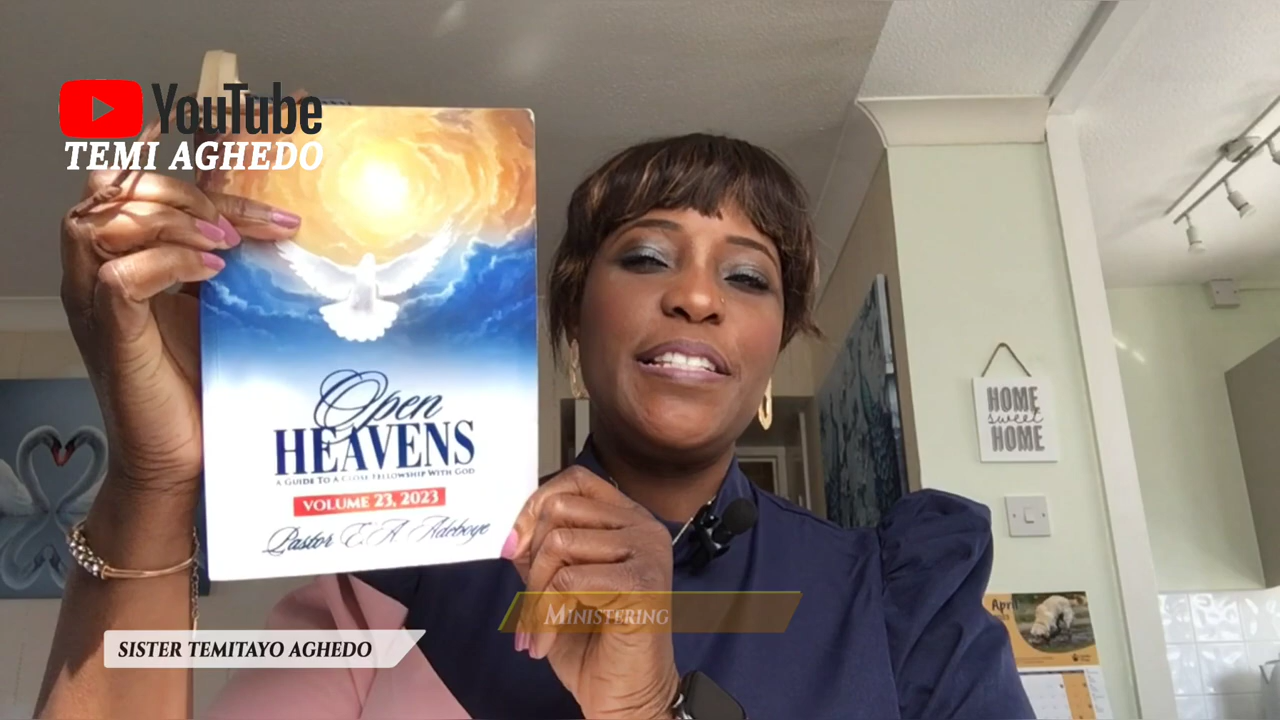 YouTube
TEMI AGHEDO
Open
HEAVENS
A GUIDE TO A CLOSE FELLOWSHIP WITH GOD
VOLUME 23, 2023
Pastor E. A. Adeboye
HOME
sweet
HOME
MINISTERING
SISTER TEMITAYO AGHEDO
April